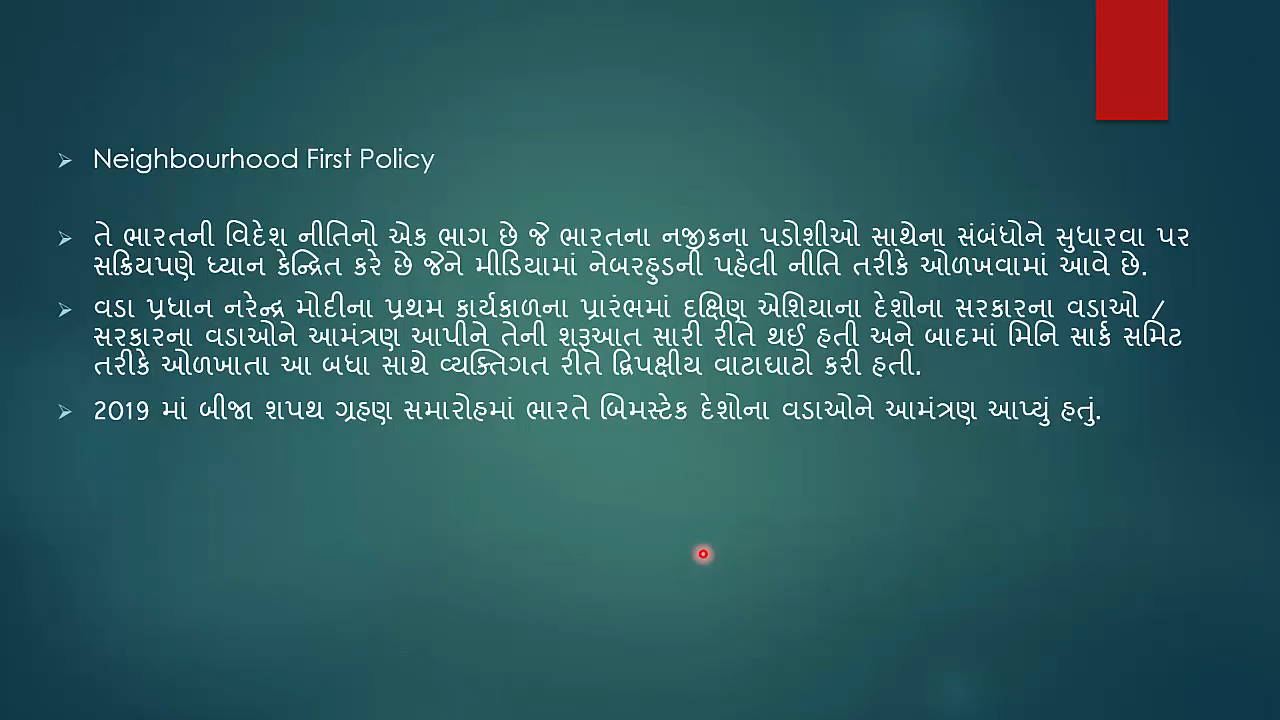 Neighbourhood First Policy
તે ભારતની વિદેશ નીતિનો એક ભાગ છે જે ભારતના નજીકના પડોશીઓ સાથેના સંબંધોને સુધારવા પર
સક્રિયપણે ધ્યાન કેન્દ્રિત કરે છે જેને મીડિયામાં નેબરહુડની પહેલી નીતિ તરીકે ઓળખવામાં આવે છે.
વડા પ્રધાન નરેન્દ્ર મોદીના પ્રથમ કાર્યકાળના પ્રારંભમાં દક્ષિણ એશિયાના દેશોના સરકારના વડાઓ /
સરકારના વડાઓને આમંત્રણ આપીને તેની શરૂઆત સારી રીતે થઈ હતી અને બાદમાં મિનિ સાર્ક સમિટ
તરીકે ઓળખાતા આ બધા સાથે વ્યક્તિગત રીતે દ્વિપક્ષીય વાટાઘાટો કરી હતી.
2019 માં બીજા શપથ ગ્રહણ સમારોહમાં ભારતે બિમસ્ટેક દેશોના વડાઓને આમંત્રણ આપ્યું હતું.